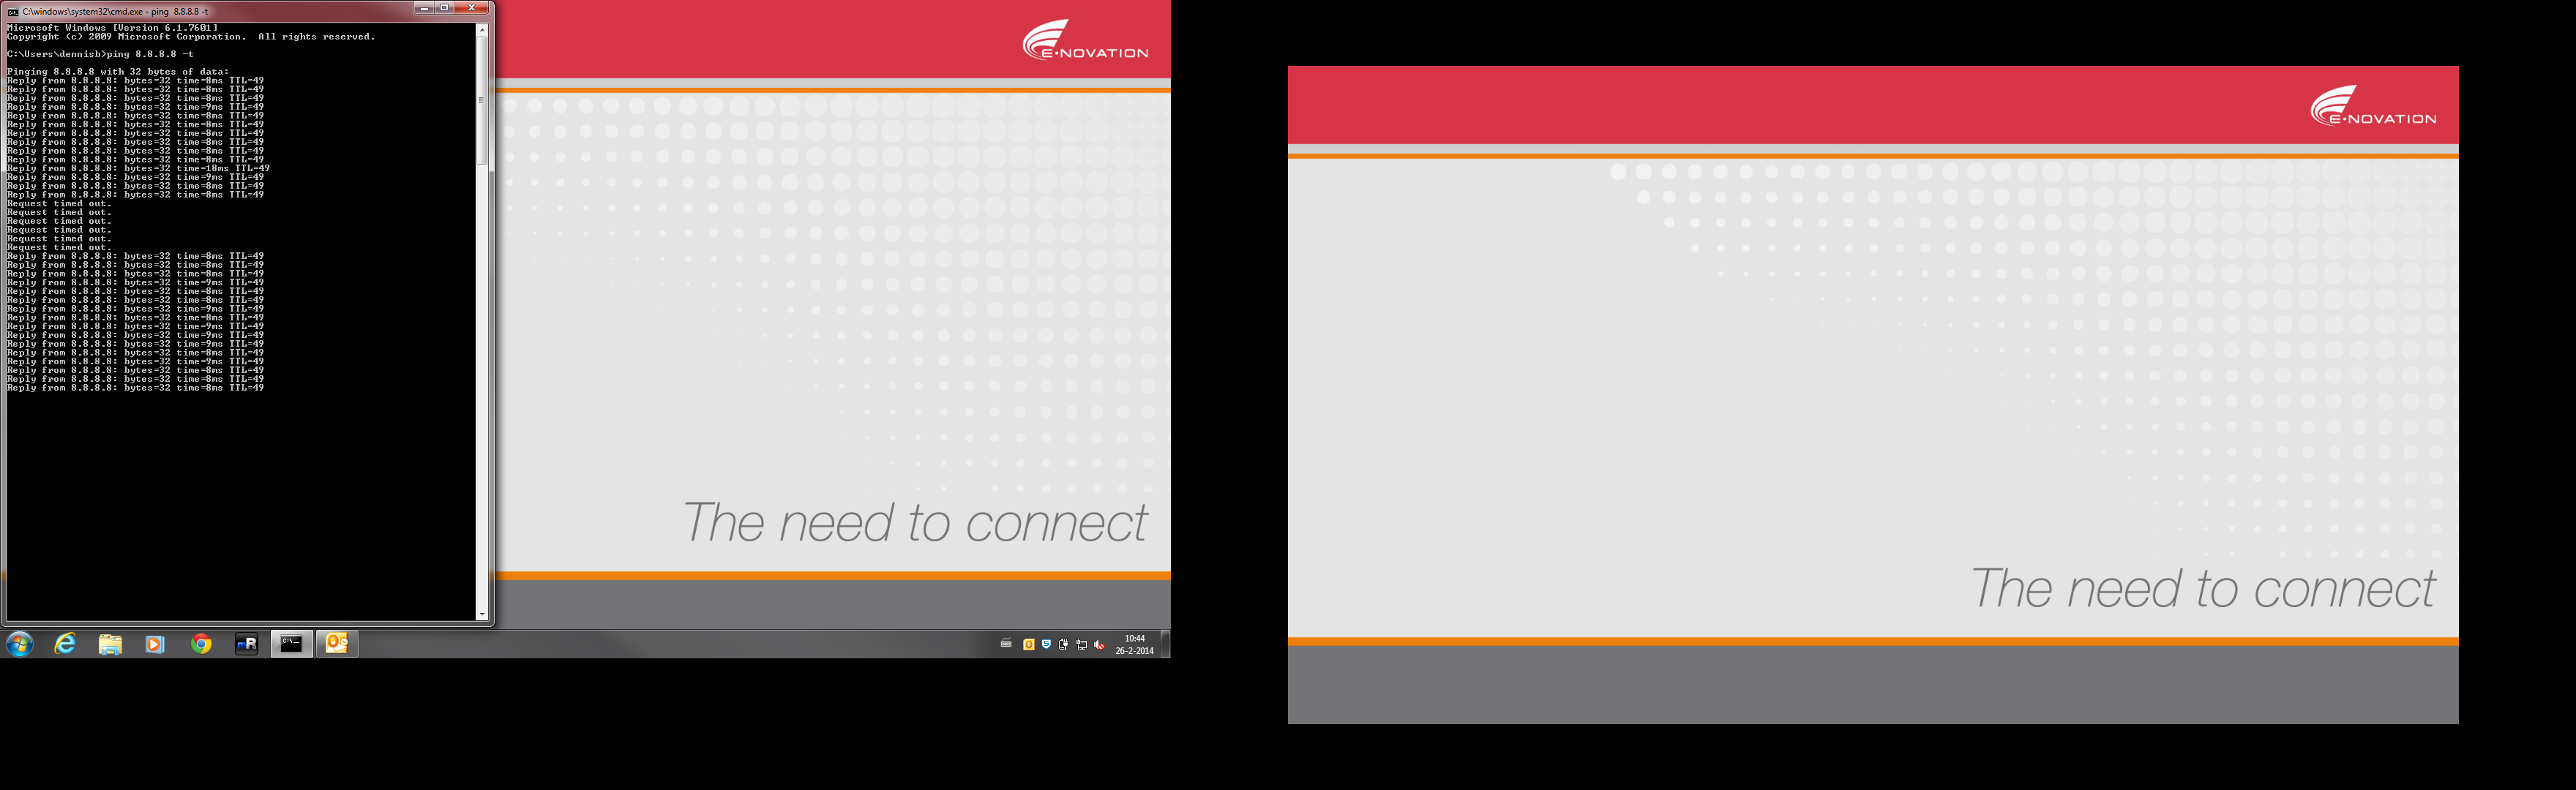 C:\windows\system32\cmd.exe - ping  8.8.8.8 -t
Microsoft Windows [Version 6.1.7601]
Copyright (c) 2009 Microsoft Corporation.  All rights reserved.
C:\Users\dennisb>ping 8.8.8.8 -t
Pinging 8.8.8.8 with 32 bytes of data:
Reply from 8.8.8.8: bytes=32 time=8ms TTL=49
Reply from 8.8.8.8: bytes=32 time=8ms TTL=49
Reply from 8.8.8.8: bytes=32 time=8ms TTL=49
Reply from 8.8.8.8: bytes=32 time=9ms TTL=49
Reply from 8.8.8.8: bytes=32 time=8ms TTL=49
Reply from 8.8.8.8: bytes=32 time=8ms TTL=49
Reply from 8.8.8.8: bytes=32 time=8ms TTL=49
Reply from 8.8.8.8: bytes=32 time=8ms TTL=49
Reply from 8.8.8.8: bytes=32 time=8ms TTL=49
Reply from 8.8.8.8: bytes=32 time=8ms TTL=49
Reply from 8.8.8.8: bytes=32 time=18ms TTL=49
Reply from 8.8.8.8: bytes=32 time=9ms TTL=49
Reply from 8.8.8.8: bytes=32 time=8ms TTL=49
Reply from 8.8.8.8: bytes=32 time=8ms TTL=49
Request timed out.
Request timed out.
Request timed out.
Request timed out.
Request timed out.
Request timed out.
Reply from 8.8.8.8: bytes=32 time=8ms TTL=49
Reply from 8.8.8.8: bytes=32 time=8ms TTL=49
Reply from 8.8.8.8: bytes=32 time=8ms TTL=49
Reply from 8.8.8.8: bytes=32 time=9ms TTL=49
Reply from 8.8.8.8: bytes=32 time=8ms TTL=49
Reply from 8.8.8.8: bytes=32 time=8ms TTL=49
Reply from 8.8.8.8: bytes=32 time=9ms TTL=49
Reply from 8.8.8.8: bytes=32 time=8ms TTL=49
Reply from 8.8.8.8: bytes=32 time=9ms TTL=49
Reply from 8.8.8.8: bytes=32 time=9ms TTL=49
Reply from 8.8.8.8: bytes=32 time=9ms TTL=49
Reply from 8.8.8.8: bytes=32 time=8ms TTL=49
Reply from 8.8.8.8: bytes=32 time=9ms TTL=49
Reply from 8.8.8.8: bytes=32 time=8ms TTL=49
Reply from 8.8.8.8: bytes=32 time=8ms TTL=49
Reply from 8.8.8.8: bytes=32 time=8ms TTL=49
E•NOVATION
The need to connect
10:44
26-2-2014
E•NOVATION
The need to connect